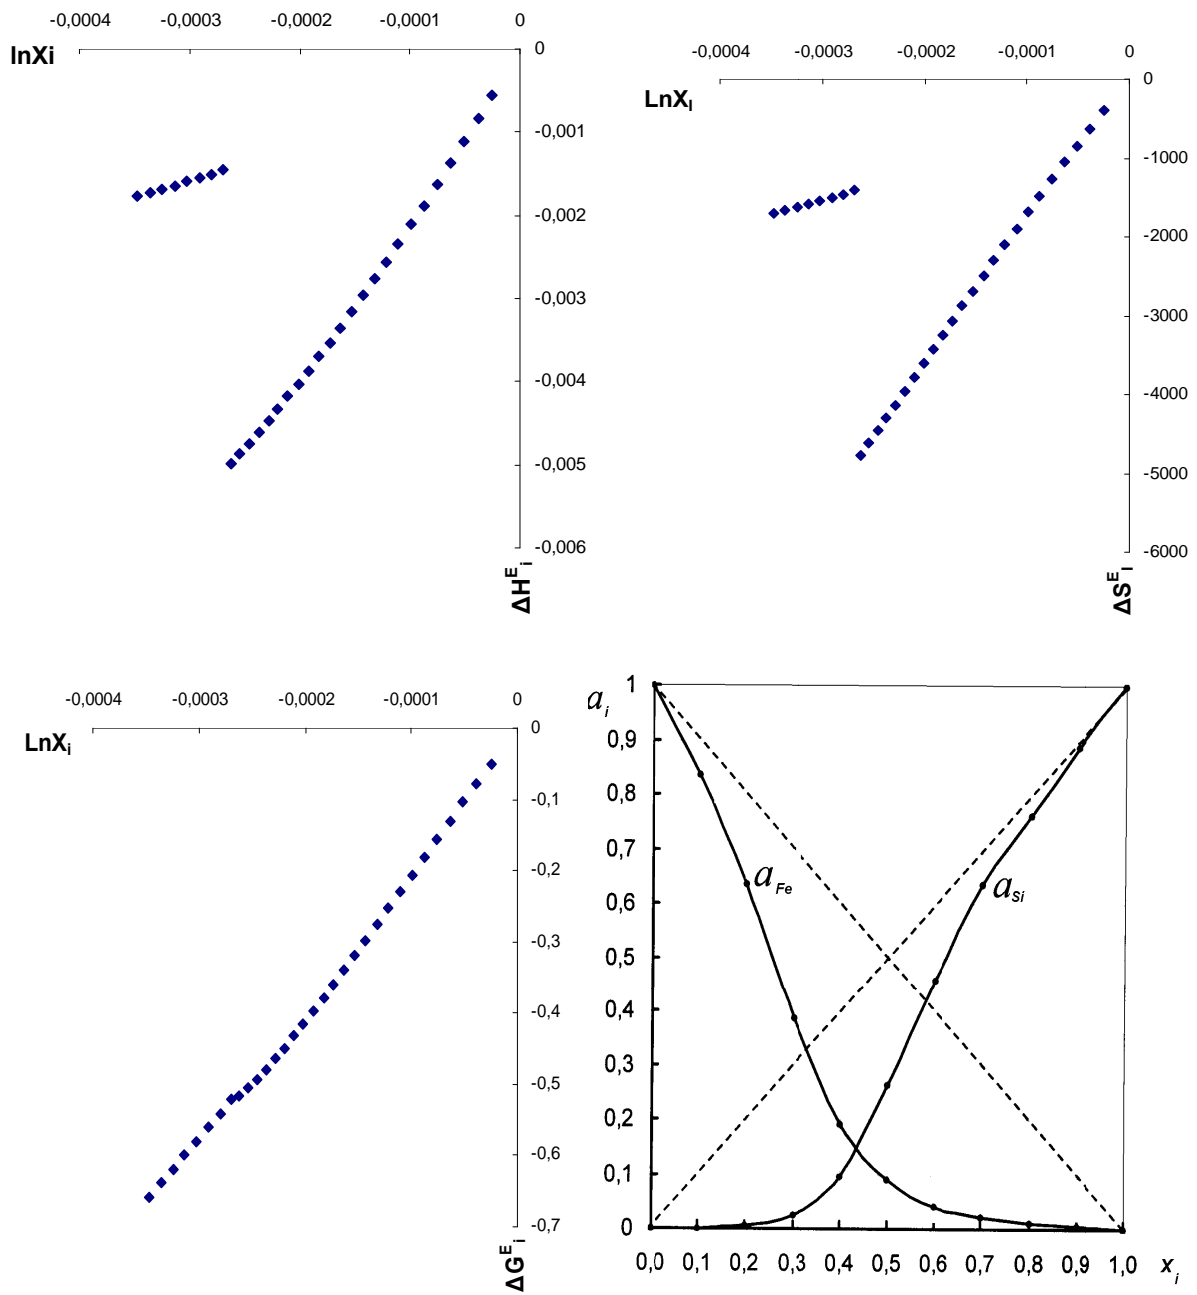 -0,0004 -0,0003 -0,0002 -0,0001 0
lnXi
0
-0,001
-0,002
-0,003
-0,004
-0,005
-0,006
ΔH^E_i
-0,0004 -0,0003 -0,0002 -0,0001 0
LnX_I
0
-1000
-2000
-3000
-4000
-5000
-6000
ΔS^E_I
-0,0004 -0,0003 -0,0002 -0,0001 0
LnX_i
0
-0,1
-0,2
-0,3
-0,4
-0,5
-0,6
-0,7
ΔG^E_i
a_i
1
0,9
0,8
0,7
0,6
0,5
0,4
0,3
0,2
0,1
0
a_Fe
a_Si
0,0 0,1 0,2 0,3 0,4 0,5 0,6 0,7 0,8 0,9 1,0 x_i